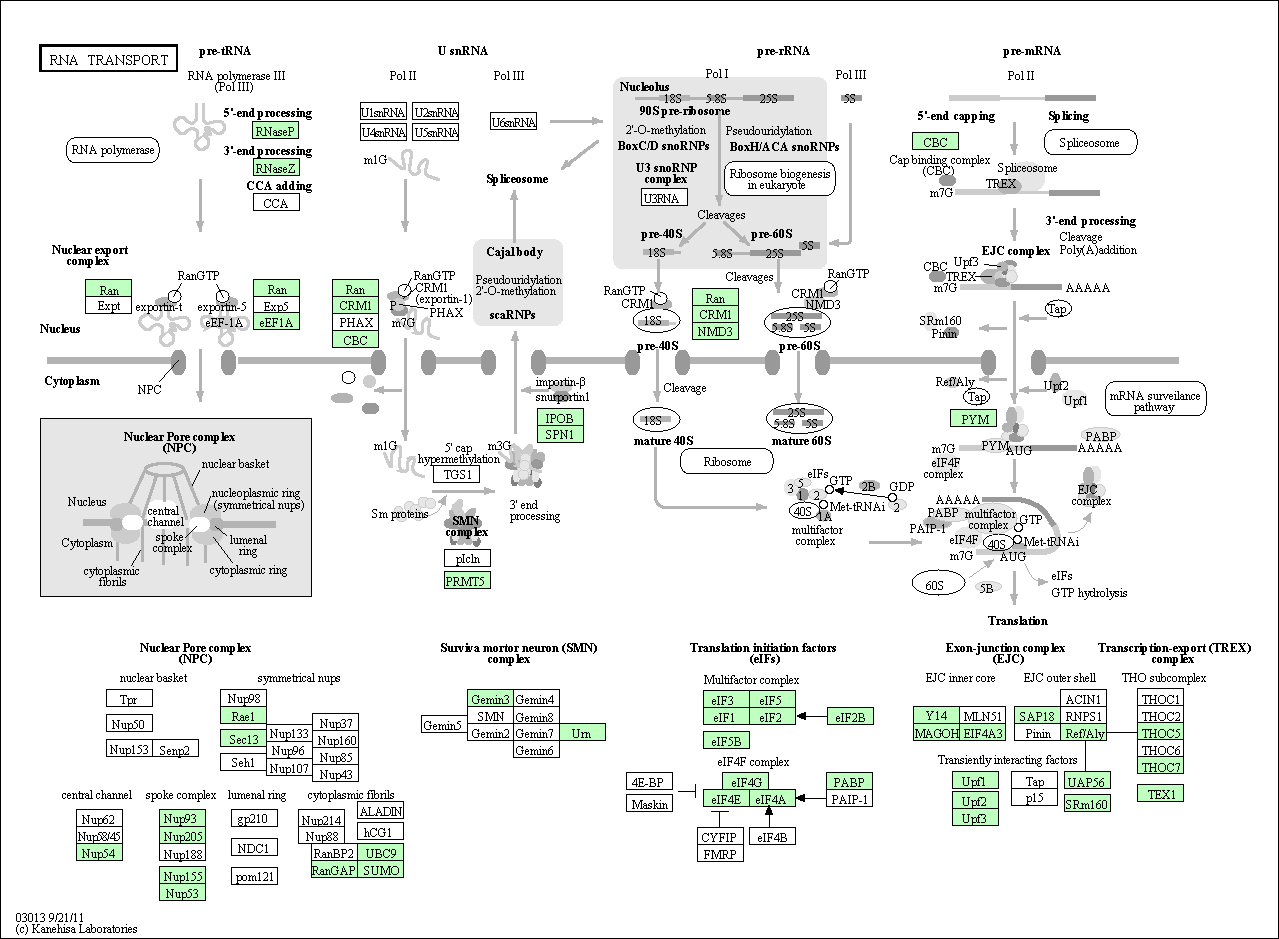 RNA TRANSPORT
pre-tRNA
RNA polymerase III
(Pol III)
5'-end processing
RNaseP
3'-end processing
RNaseZ
CCA adding
CCA
RNA polymerase
Nuclear export
complex
Ran
Expt
RanGTP
exportin-t
exportin-5
eEF-1A
Ran
Exp5
eEF1A
Nucleus
Cytoplasm
NPC
U snRNA
Pol II
Pol III
U1snRNA
U2snRNA
U4snRNA
U5snRNA
U6snRNA
m1G
Spliceosome
Cajal body
Pseudouridylation
2'-O-methylation
scaRNPs
Ran
CRM1
PHAX
CBC
RanGTP
CRM1
(exportin-1)
P
PHAX
m7G
importin-β
snurportin1
IPOB
SPN1
m1G
5' cap
hypermethylation
TGS1
m3G
Sm proteins
SMN
complex
3' end
processing
pIcln
PRMT5
pre-rRNA
Pol I
Pol III
Nucleolus
18S
5.8S
25S
5S
90S pre-ribosome
2'-O-methylation
BoxC/D snoRNPs
Pseudouridylation
BoxH/ACA snoRNPs
U3 snoRNP
complex
U3RNA
Ribosome biogenesis
in eukaryote
Cleavages
pre-40S
18S
pre-60S
5.8S
25S
5S
Cleavages
RanGTP
CRM1
18S
Ran
CRM1
NMD3
RanGTP
CRM1
NMD3
25S
5.8S
5S
pre-40S
pre-60S
Cleavage
18S
25S
5.8S
5S
mature 40S
mature 60S
Ribosome
eIFs
3
5
1
2
GTP
2B
GDP
2
40S
1A
Met-tRNAi
multifactor
complex
pre-mRNA
Pol II
5'-end capping
Splicing
CBC
Cap binding complex
(CBC)
m7G
Spliceosome
TREX
Spliceosome
3'-end processing
Cleavage
Poly(A)addition
EJC complex
CBC
Upf3
TREX
m7G
AAAAA
Tap
SRm160
Pinin
Ref/Aly
Tap
Upf2
Upf1
mRNA surveilance
pathway
PYM
m7G
PYM
AUG
PABP
AAAAA
eIF4F
complex
EJC
complex
AAAAA
PABP
PAIP-1
multifactor
complex
GTP
eIF4F
40S
Met-tRNAi
m7G
AUG
60S
5B
eIFs
GTP hydrolysis
Translation
Nuclear Pore complex
(NPC)
nuclear basket
Nucleus
nucleoplasmic ring
(symmetrical nups)
central
channel
spoke
complex
lumenal
ring
Cytoplasm
cytoplasmic
fibrils
cytoplasmic ring
Nuclear Pore complex
(NPC)
nuclear basket
symmetrical nups
Tpr
Nup50
Nup153
Senp2
Nup98
Rae1
Sec13
Seh1
Nup133
Nup96
Nup107
Nup37
Nup160
Nup85
Nup43
central channel
spoke complex
lumenal ring
cytoplasmic fibrils
Nup62
Nup58/45
Nup54
Nup93
Nup205
Nup188
Nup155
Nup53
gp210
NDC1
pom121
Nup214
Nup88
ALADIN
hCG1
RanBP2
UBC9
RanGAP
SUMO
Surviva mortor neuron (SMN)
complex
Gemin3
Gemin4
Gemin5
SMN
Gemin8
Gemin2
Gemin7
Urn
Gemin6
Translation initiation factors
(eIFs)
Multifactor complex
eIF3
eIF5
eIF1
eIF2
eIF2B
eIF5B
eIF4F complex
4E-BP
Maskin
eIF4G
eIF4E
eIF4A
PABP
PAIP-1
CYFIP
FMRP
eIF4B
Exon-junction complex
(EJC)
EJC inner core
EJC outer shell
Y14
MLN51
MAGOH
EIF4A3
ACIN1
SAP18
RNPS1
Pinin
Ref/Aly
Transiently interacting factors
Upf1
Upf2
Upf3
Tap
p15
UAP56
SRm160
Transcription-export (TREX)
complex
THO subcomplex
THOC1
THOC2
THOC5
THOC6
THOC7
TEX1
03013 9/21/11
(c) Kanehisa Laboratories